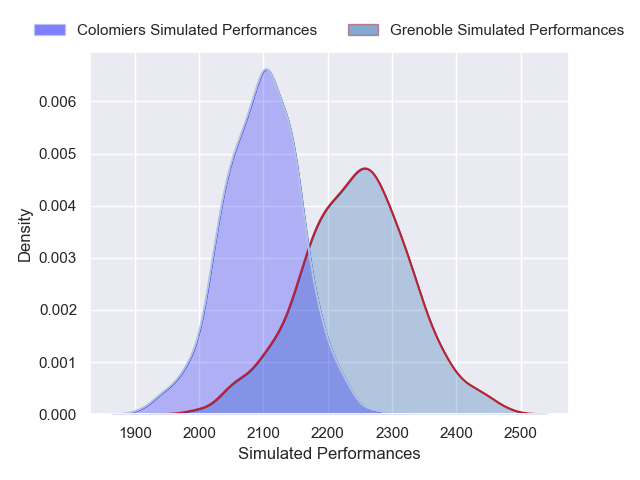 Colomiers Simulated Performances
Grenoble Simulated Performances
0.006
0.005
0.004
0.003
0.002
0.001
0.000
Density
1900 2000 2100 2200 2300 2400 2500
Simulated Performances